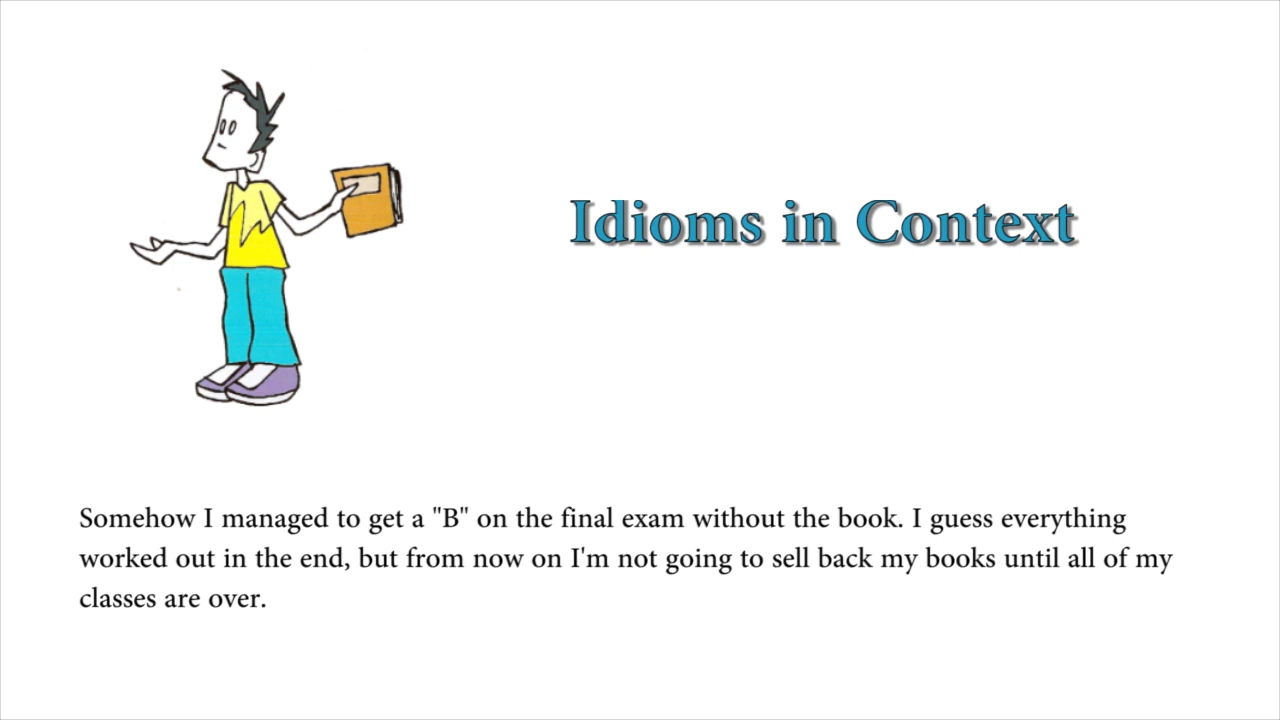 Idioms in Context
Somehow I managed to get a "B" on the final exam without the book. I guess everything
worked out in the end, but from now on I'm not going to sell back my books until all of my
classes are over.